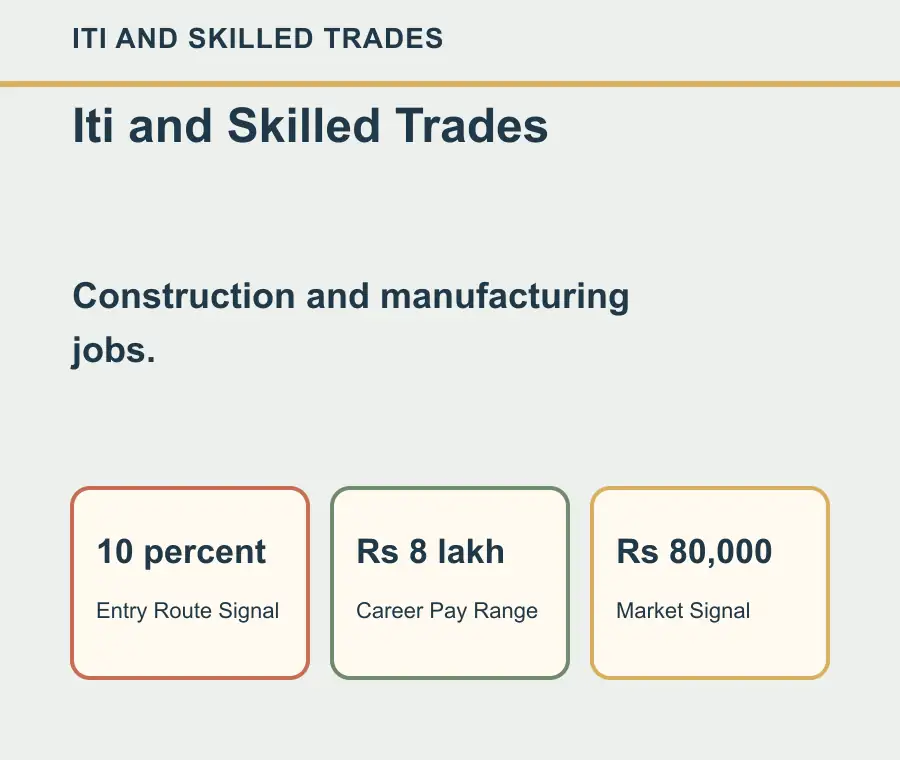 ITI AND SKILLED TRADES
Iti and Skilled Trades
Construction and manufacturing
jobs.
10 percent
Entry Route Signal
Rs 8 lakh
Career Pay Range
Rs 80,000
Market Signal